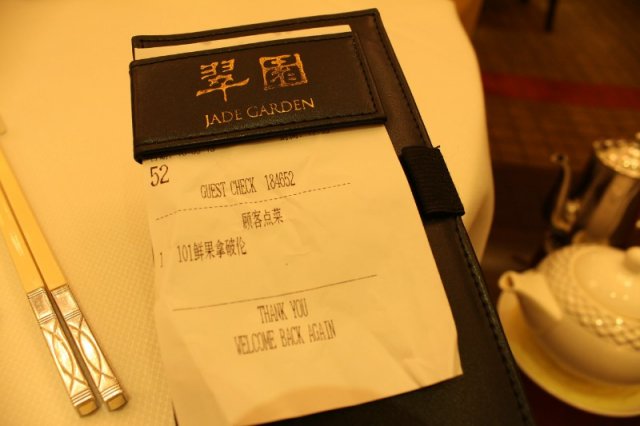 翠園
JADE GARDEN
52
GUEST CHECK 184652
顾客点菜
1 101鲜果拿破伦
THANK YOU
WELCOME BACK AGAIN